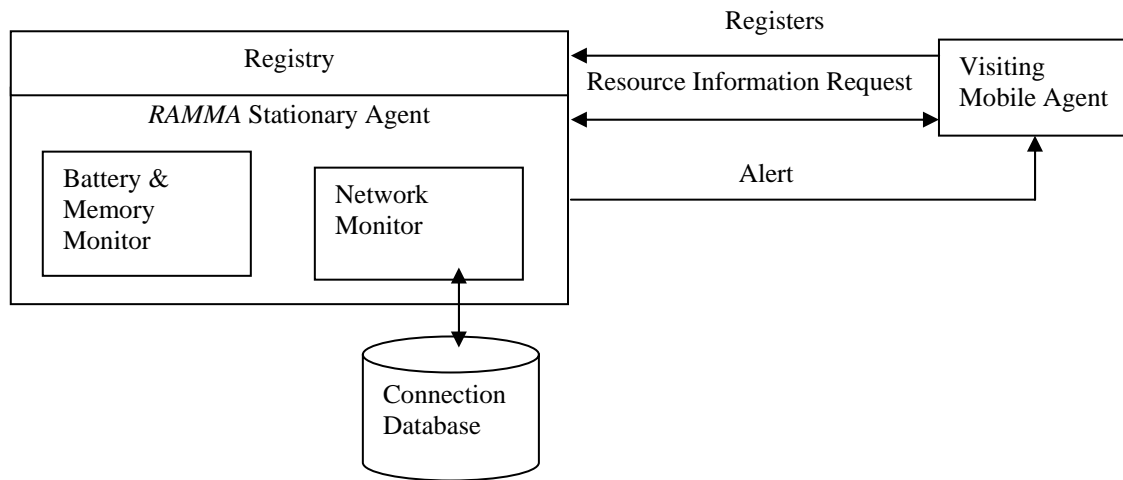 Registers
Registry
Resource Information Request
Visiting
Mobile Agent
RAMMA Stationary Agent
Battery &
Memory
Monitor
Network
Monitor
Alert
Connection
Database